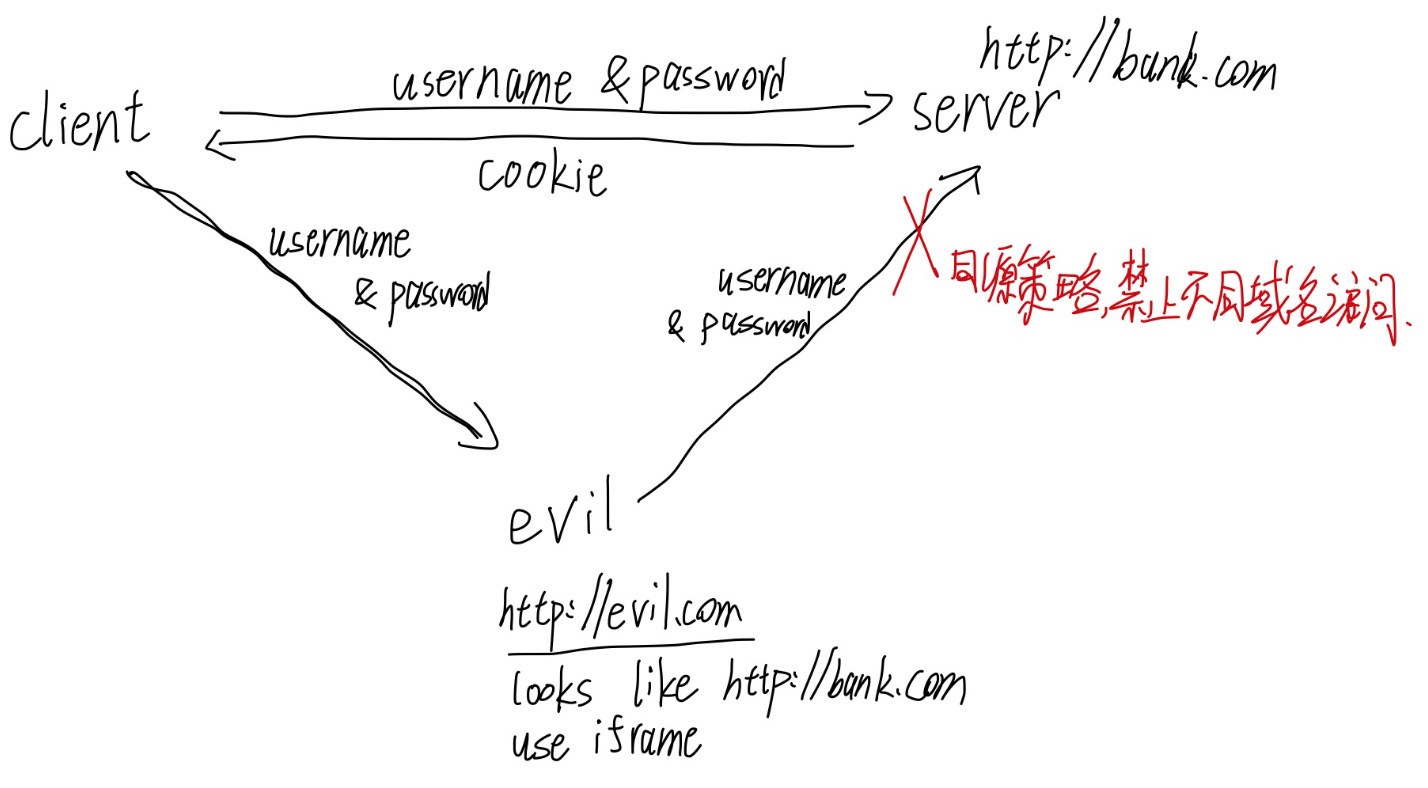 http://bank.com
username & password
client
server
cookie
username
& password
username
& password
同源策略,禁止不同域名访问.
evil
http://evil.com
looks like http://bank.com
use iframe